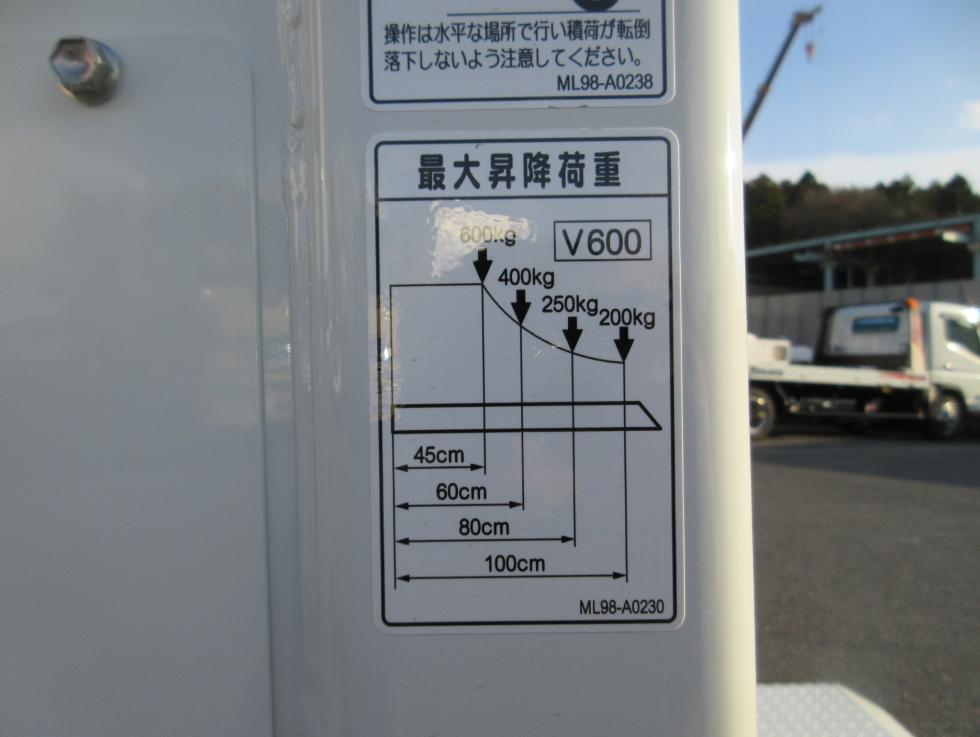 操作は水平な場所で行い積荷が転倒
落下しないよう注意してください。
ML98-A0238
最大昇降荷重
600kg
V600
400kg
250kg
200kg
45cm
60cm
80cm
100cm
ML98-A0230